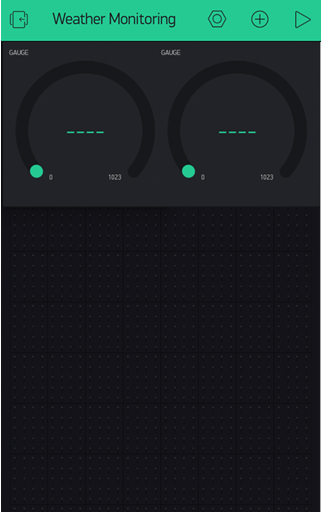 Weather Monitoring
GAUGE GAUGE
---- ----
0 1023 0 1023